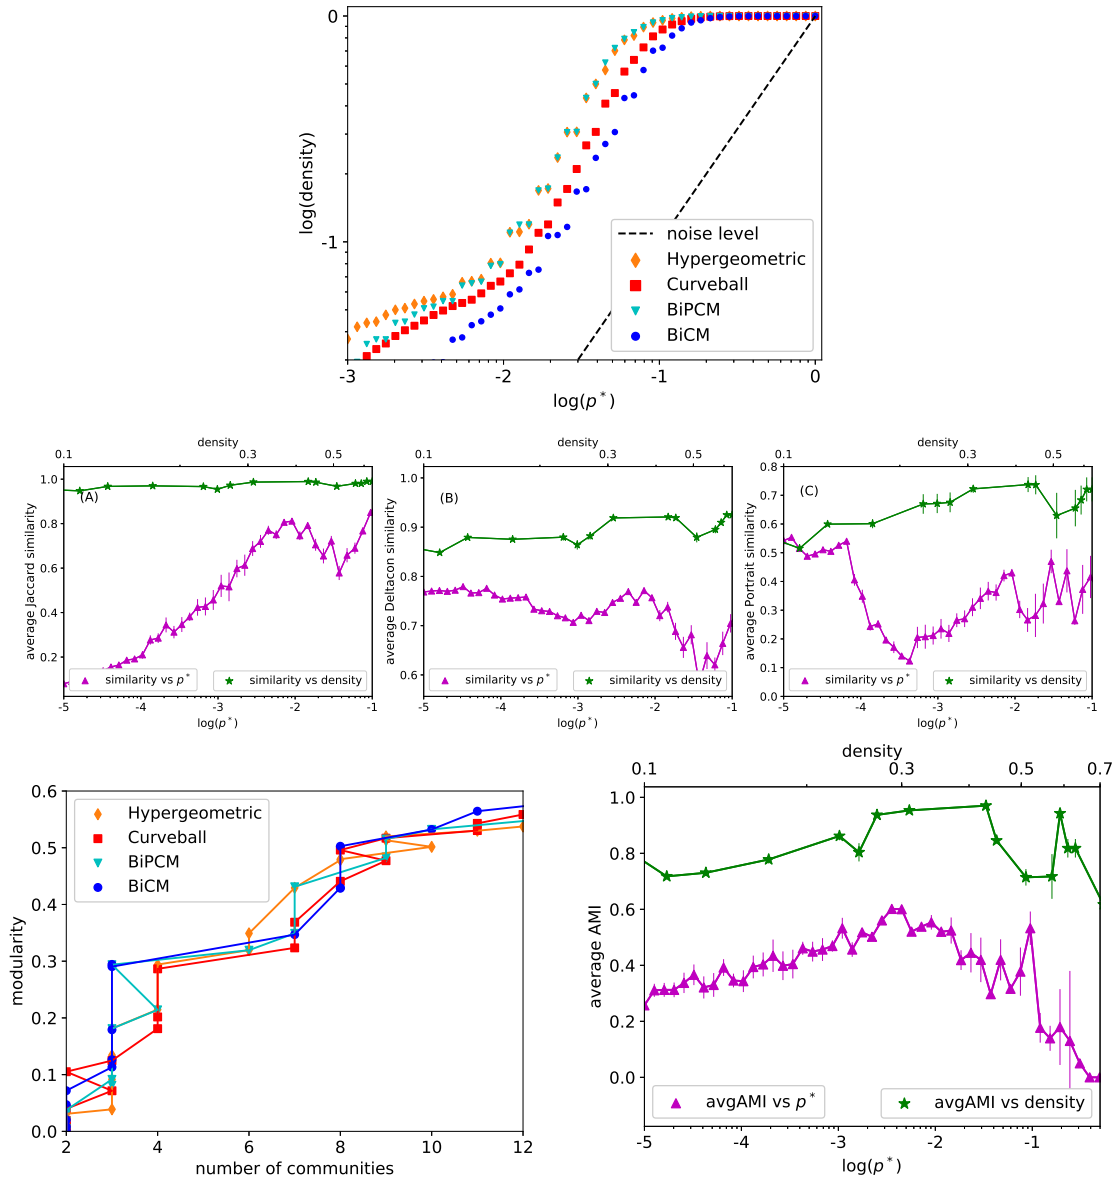 0
-1
log(density)
noise level
Hypergeometric
Curveball
BiPCM
BiCM
-3 -2 -1 0
log(p*)
density
0.1 0.3 0.5
(A)
1.0
0.8
0.6
0.4
0.2
average Jaccard similarity
similarity vs p* similarity vs density
-5 -4 -3 -2 -1
log(p*)
density
0.1 0.3 0.5
(B)
1.0
0.9
0.8
0.7
0.6
average Deltacon similarity
similarity vs p* similarity vs density
-5 -4 -3 -2 -1
log(p*)
density
0.1 0.3 0.5
(C)
0.8
0.7
0.6
0.5
0.4
0.3
0.2
0.1
0.0
average Portrait similarity
similarity vs p* similarity vs density
-5 -4 -3 -2 -1
log(p*)
0.6
0.5
0.4
0.3
0.2
0.1
0.0
modularity
Hypergeometric
Curveball
BiPCM
BiCM
2 4 6 8 10 12
number of communities
density
0.1 0.3 0.5 0.7
1.0
0.8
0.6
0.4
0.2
0.0
average AMI
avgAMI vs p* avgAMI vs density
-5 -4 -3 -2 -1
log(p*)